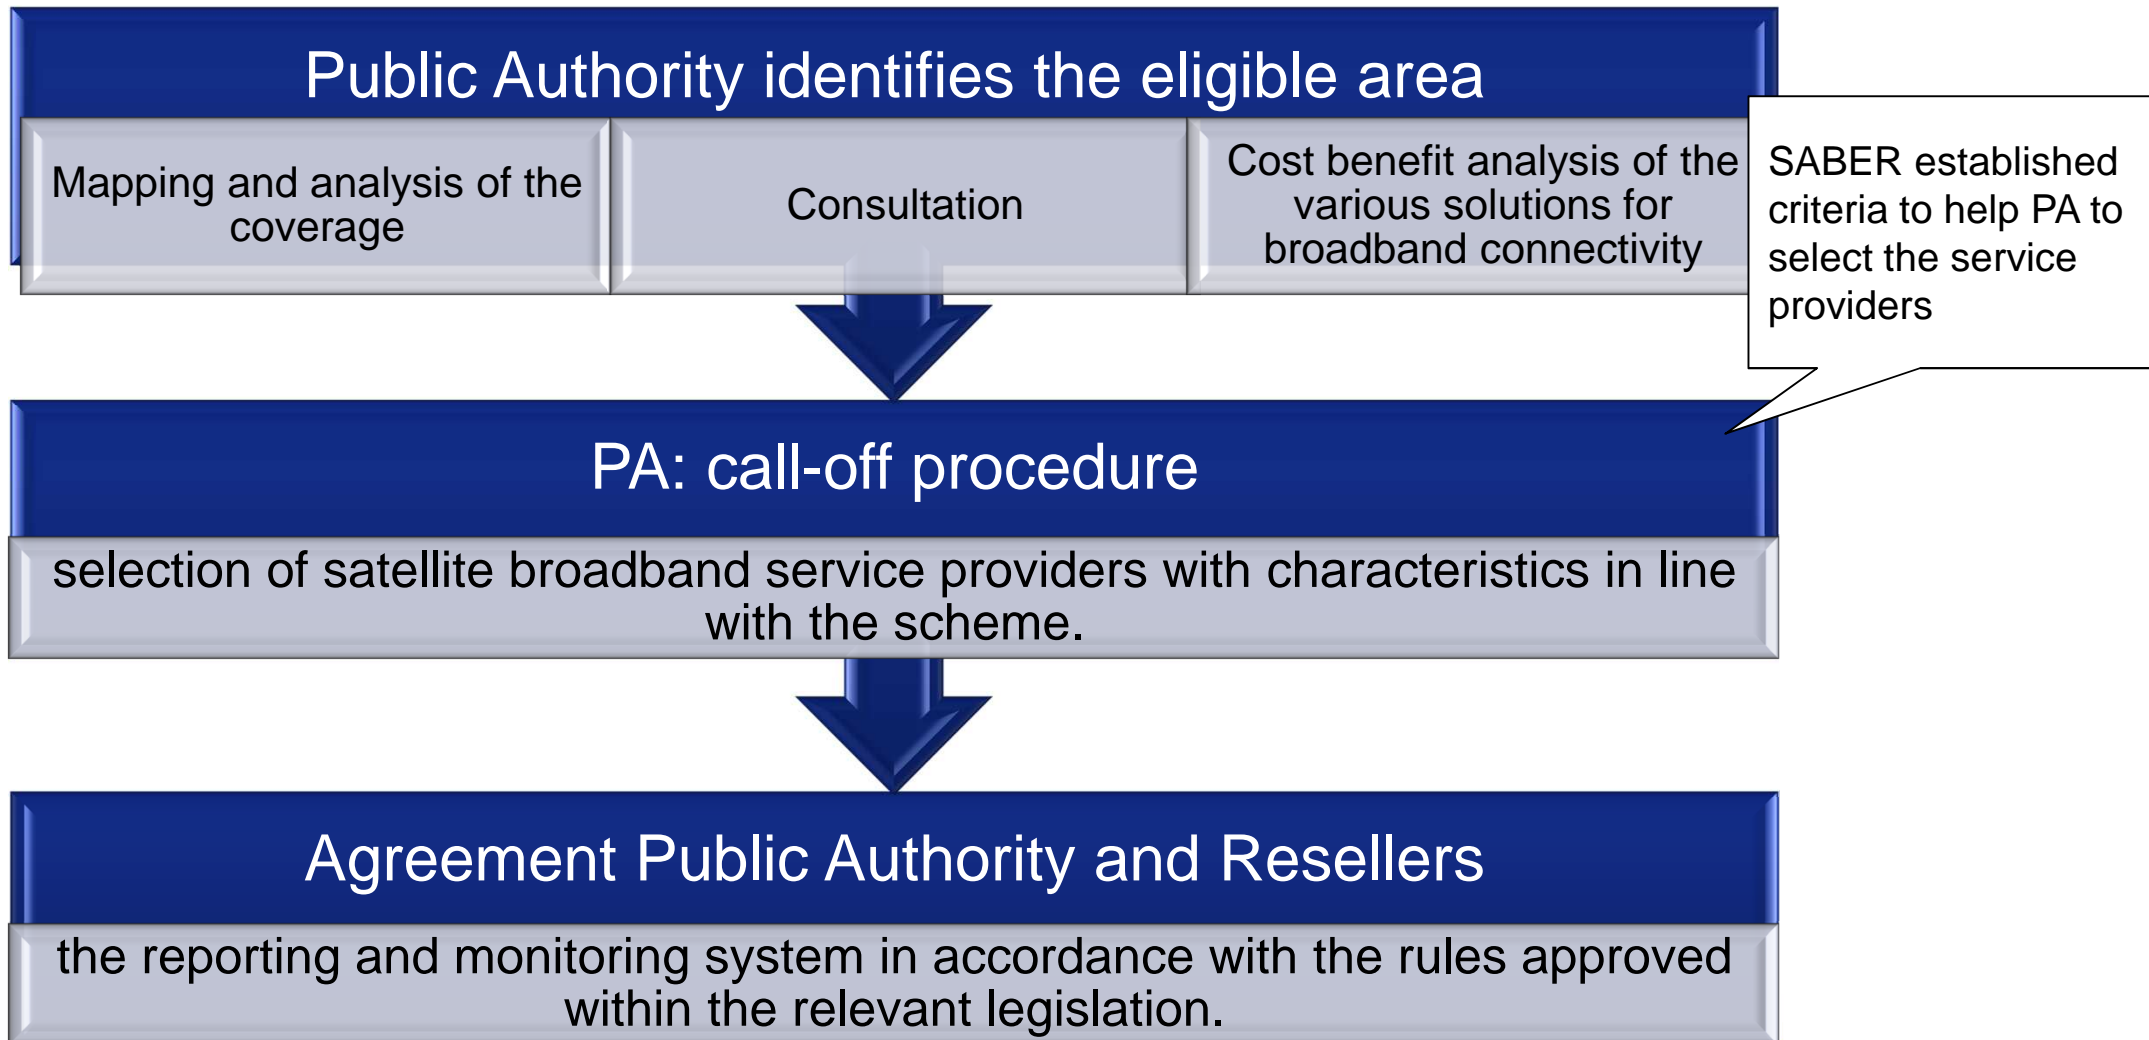 Public Authority identifies the eligible area
Mapping and analysis of the
coverage
Consultation
Cost benefit analysis of the
various solutions for
broadband connectivity
SABER established
criteria to help PA to
select the service
providers
PA: call-off procedure
selection of satellite broadband service providers with characteristics in line
with the scheme.
Agreement Public Authority and Resellers
the reporting and monitoring system in accordance with the rules approved
within the relevant legislation.